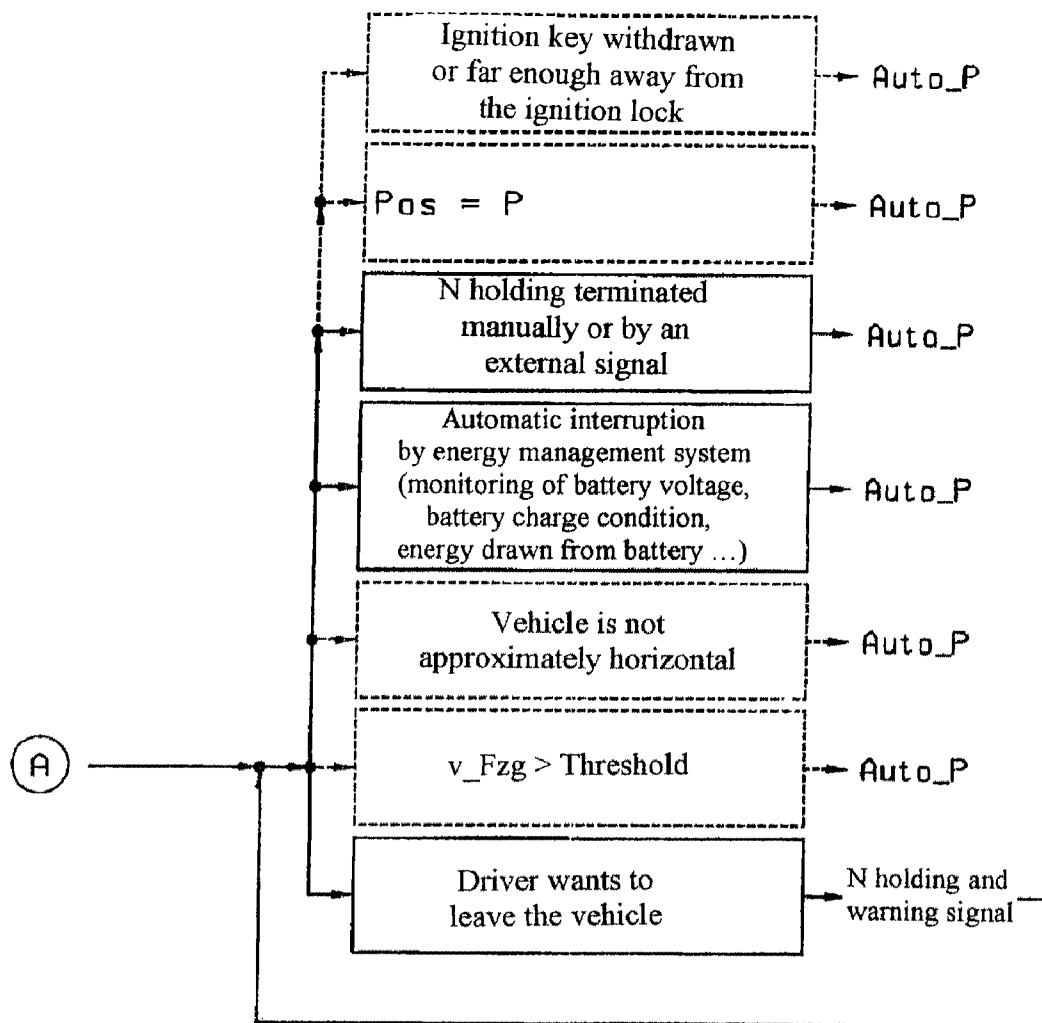 Ignition key withdrawn
or far enough away from
the ignition lock
Auto_P
Pos = P
Auto_P
N holding terminated
manually or by an
external signal
Auto_P
Automatic interruption
by energy management system
(monitoring of battery voltage,
battery charge condition,
energy drawn from battery ...)
Auto_P
Vehicle is not
approximately horizontal
Auto_P
A
v_Fzg > Threshold
Auto_P
Driver wants to
leave the vehicle
N holding and
warning signal